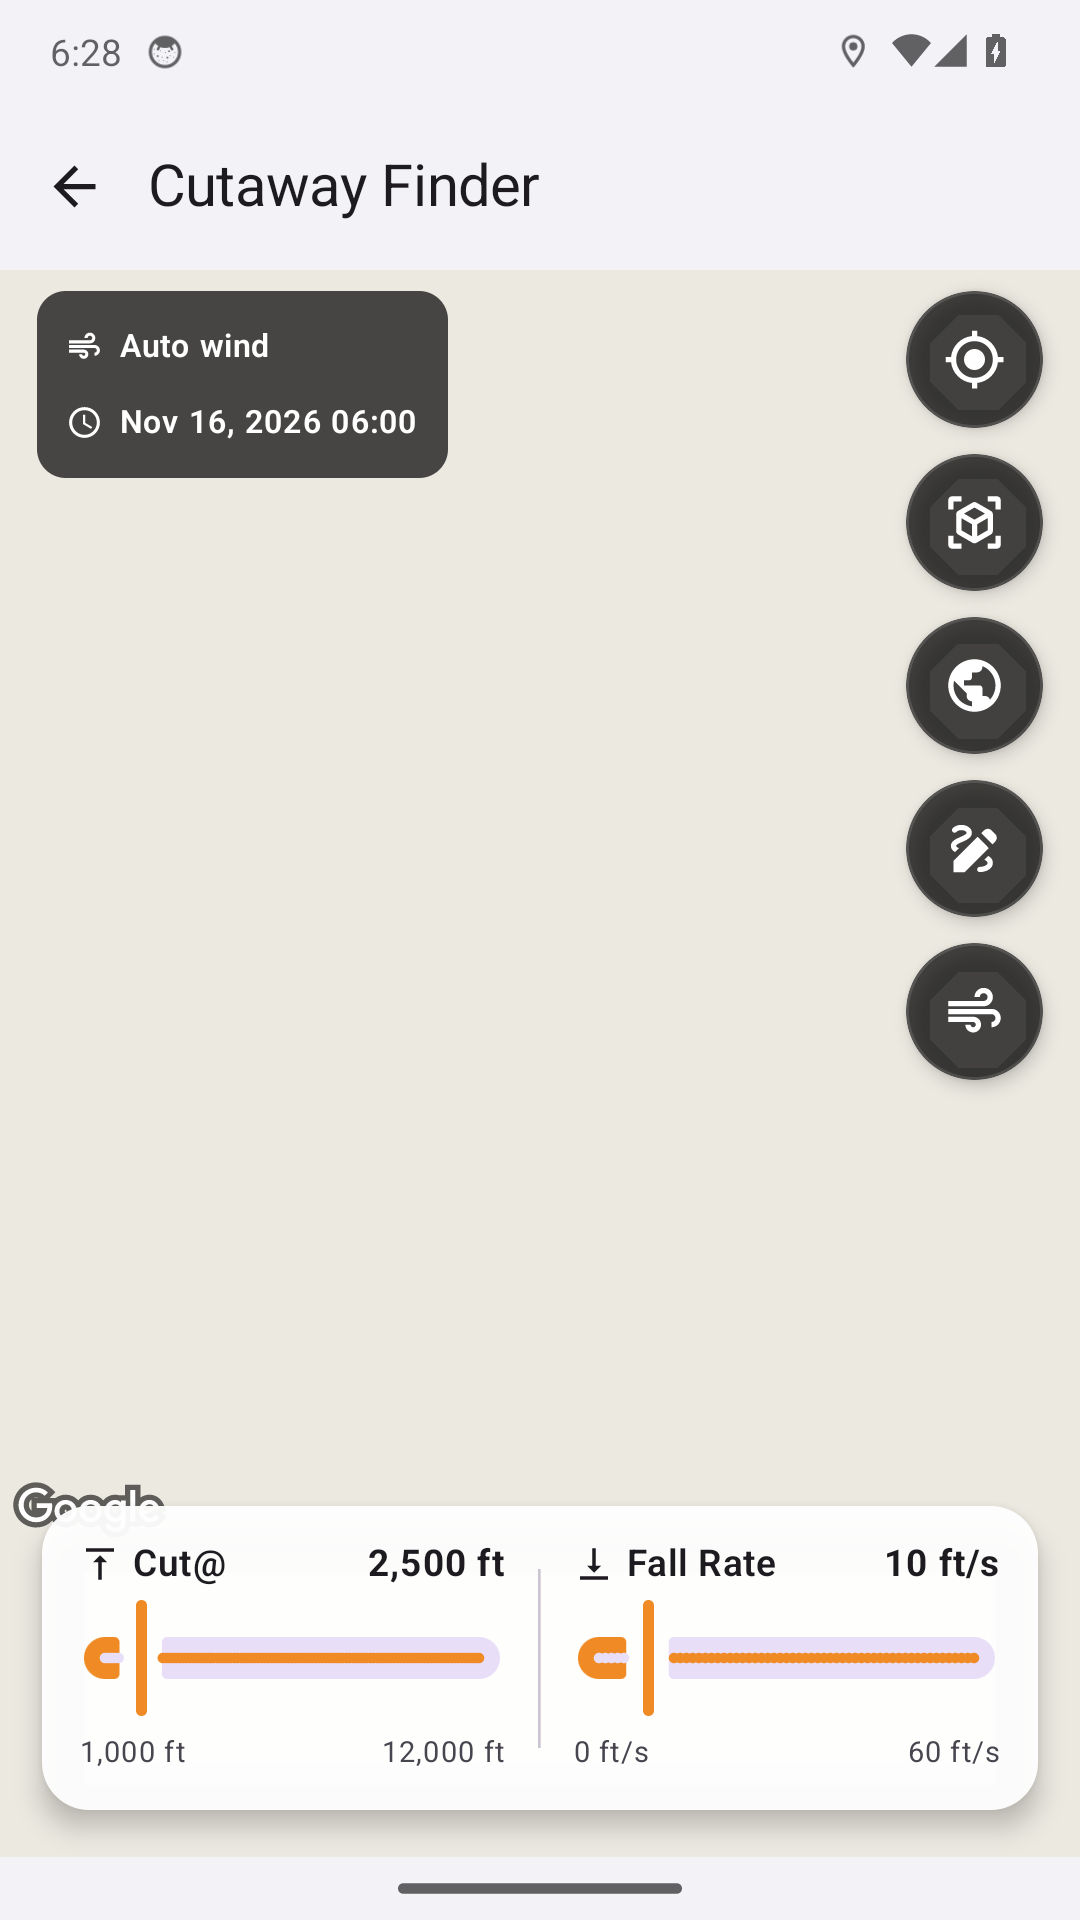 6:28
Cutaway Finder
Auto wind
Nov 16, 2026 06:00
Google
Cut@ 2,500 ft
Fall Rate 10 ft/s
1,000 ft 12,000 ft
0 ft/s 60 ft/s